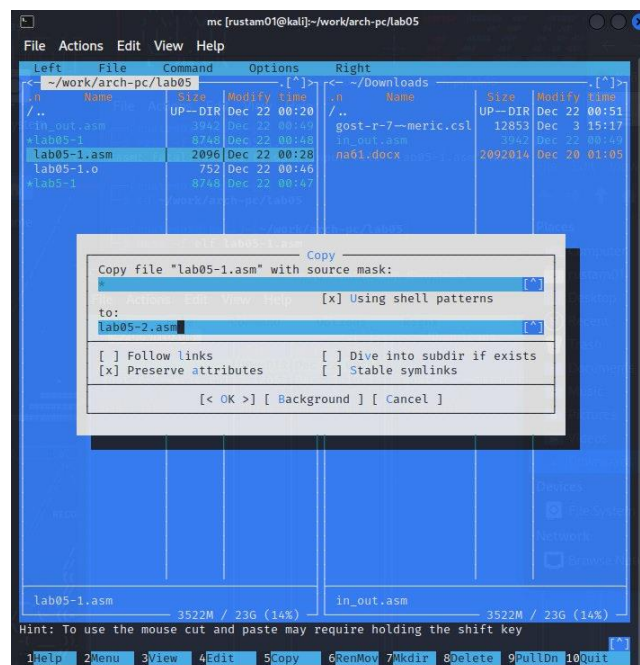 mc [rustam01@kali]:~/work/arch-pc/lab05
File Actions Edit View Help
Left File Command Options Right
<- ~/work/arch-pc/lab05 .[^]>
.n Name Size Modify time
/.. UP--DIR Dec 22 00:20
in_out.asm 3942 Dec 22 00:49
*lab05-1 8748 Dec 22 00:48
lab05-1.asm 2096 Dec 22 00:28
lab05-1.o 752 Dec 22 00:46
*lab5-1 8748 Dec 22 00:47
<- ~/Downloads .[^]>
.n Name Size Modify time
/.. UP--DIR Dec 22 00:51
gost-r-7~meric.csl 12853 Dec 3 15:17
in_out.asm 3942 Dec 22 00:49
лаб1.docx 2092014 Dec 20 01:05
Copy
Copy file "lab05-1.asm" with source mask:
* [^]
[x] Using shell patterns
to:
lab05-2.asm [^]
[ ] Follow links [ ] Dive into subdir if exists
[x] Preserve attributes [ ] Stable symlinks
[< OK >] [ Background ] [ Cancel ]
lab05-1.asm
3522M / 23G (14%)
in_out.asm
3522M / 23G (14%)
Hint: To use the mouse cut and paste may require holding the shift key
[^]
1Help 2Menu 3View 4Edit 5Copy 6RenMov 7Mkdir 8Delete 9PullDn 10Quit